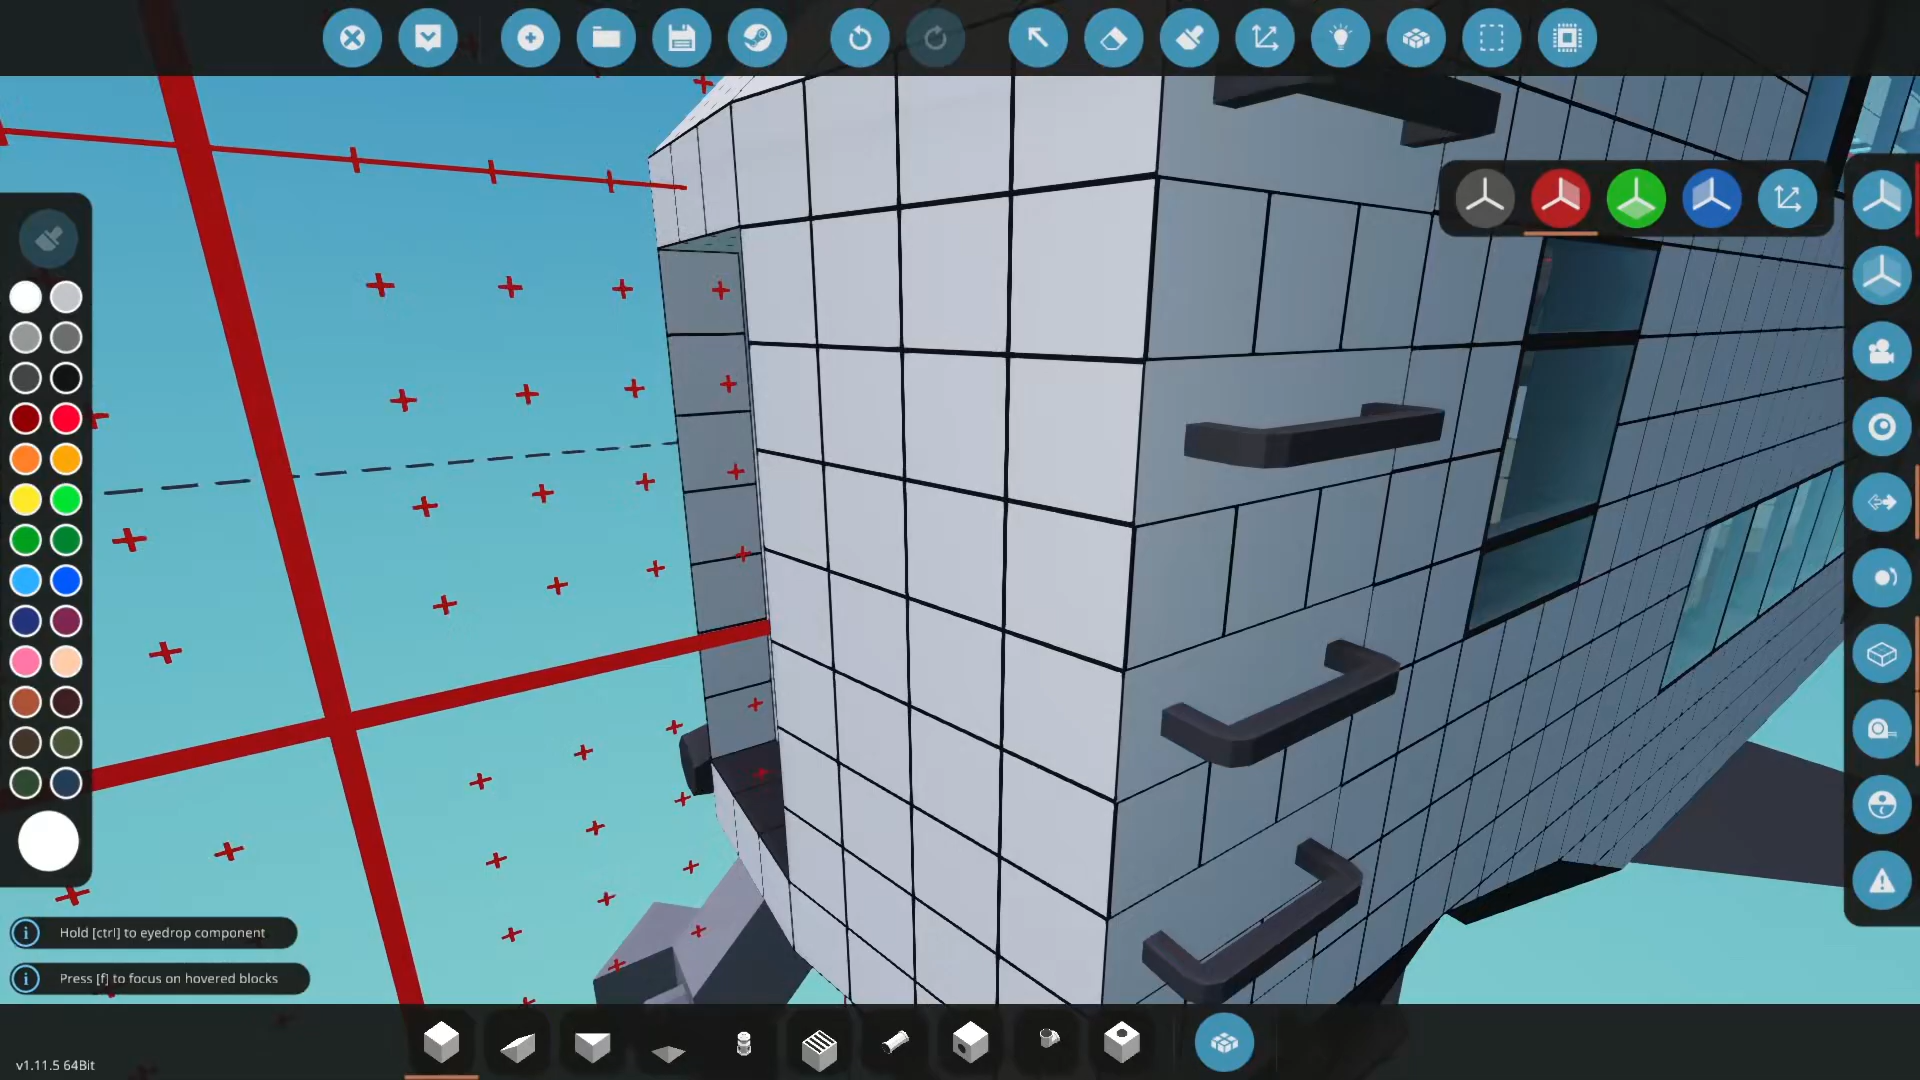 Hold [ctrl] to eyedrop component
Press [f] to focus on hovered blocks
v1.11.5 64Bit